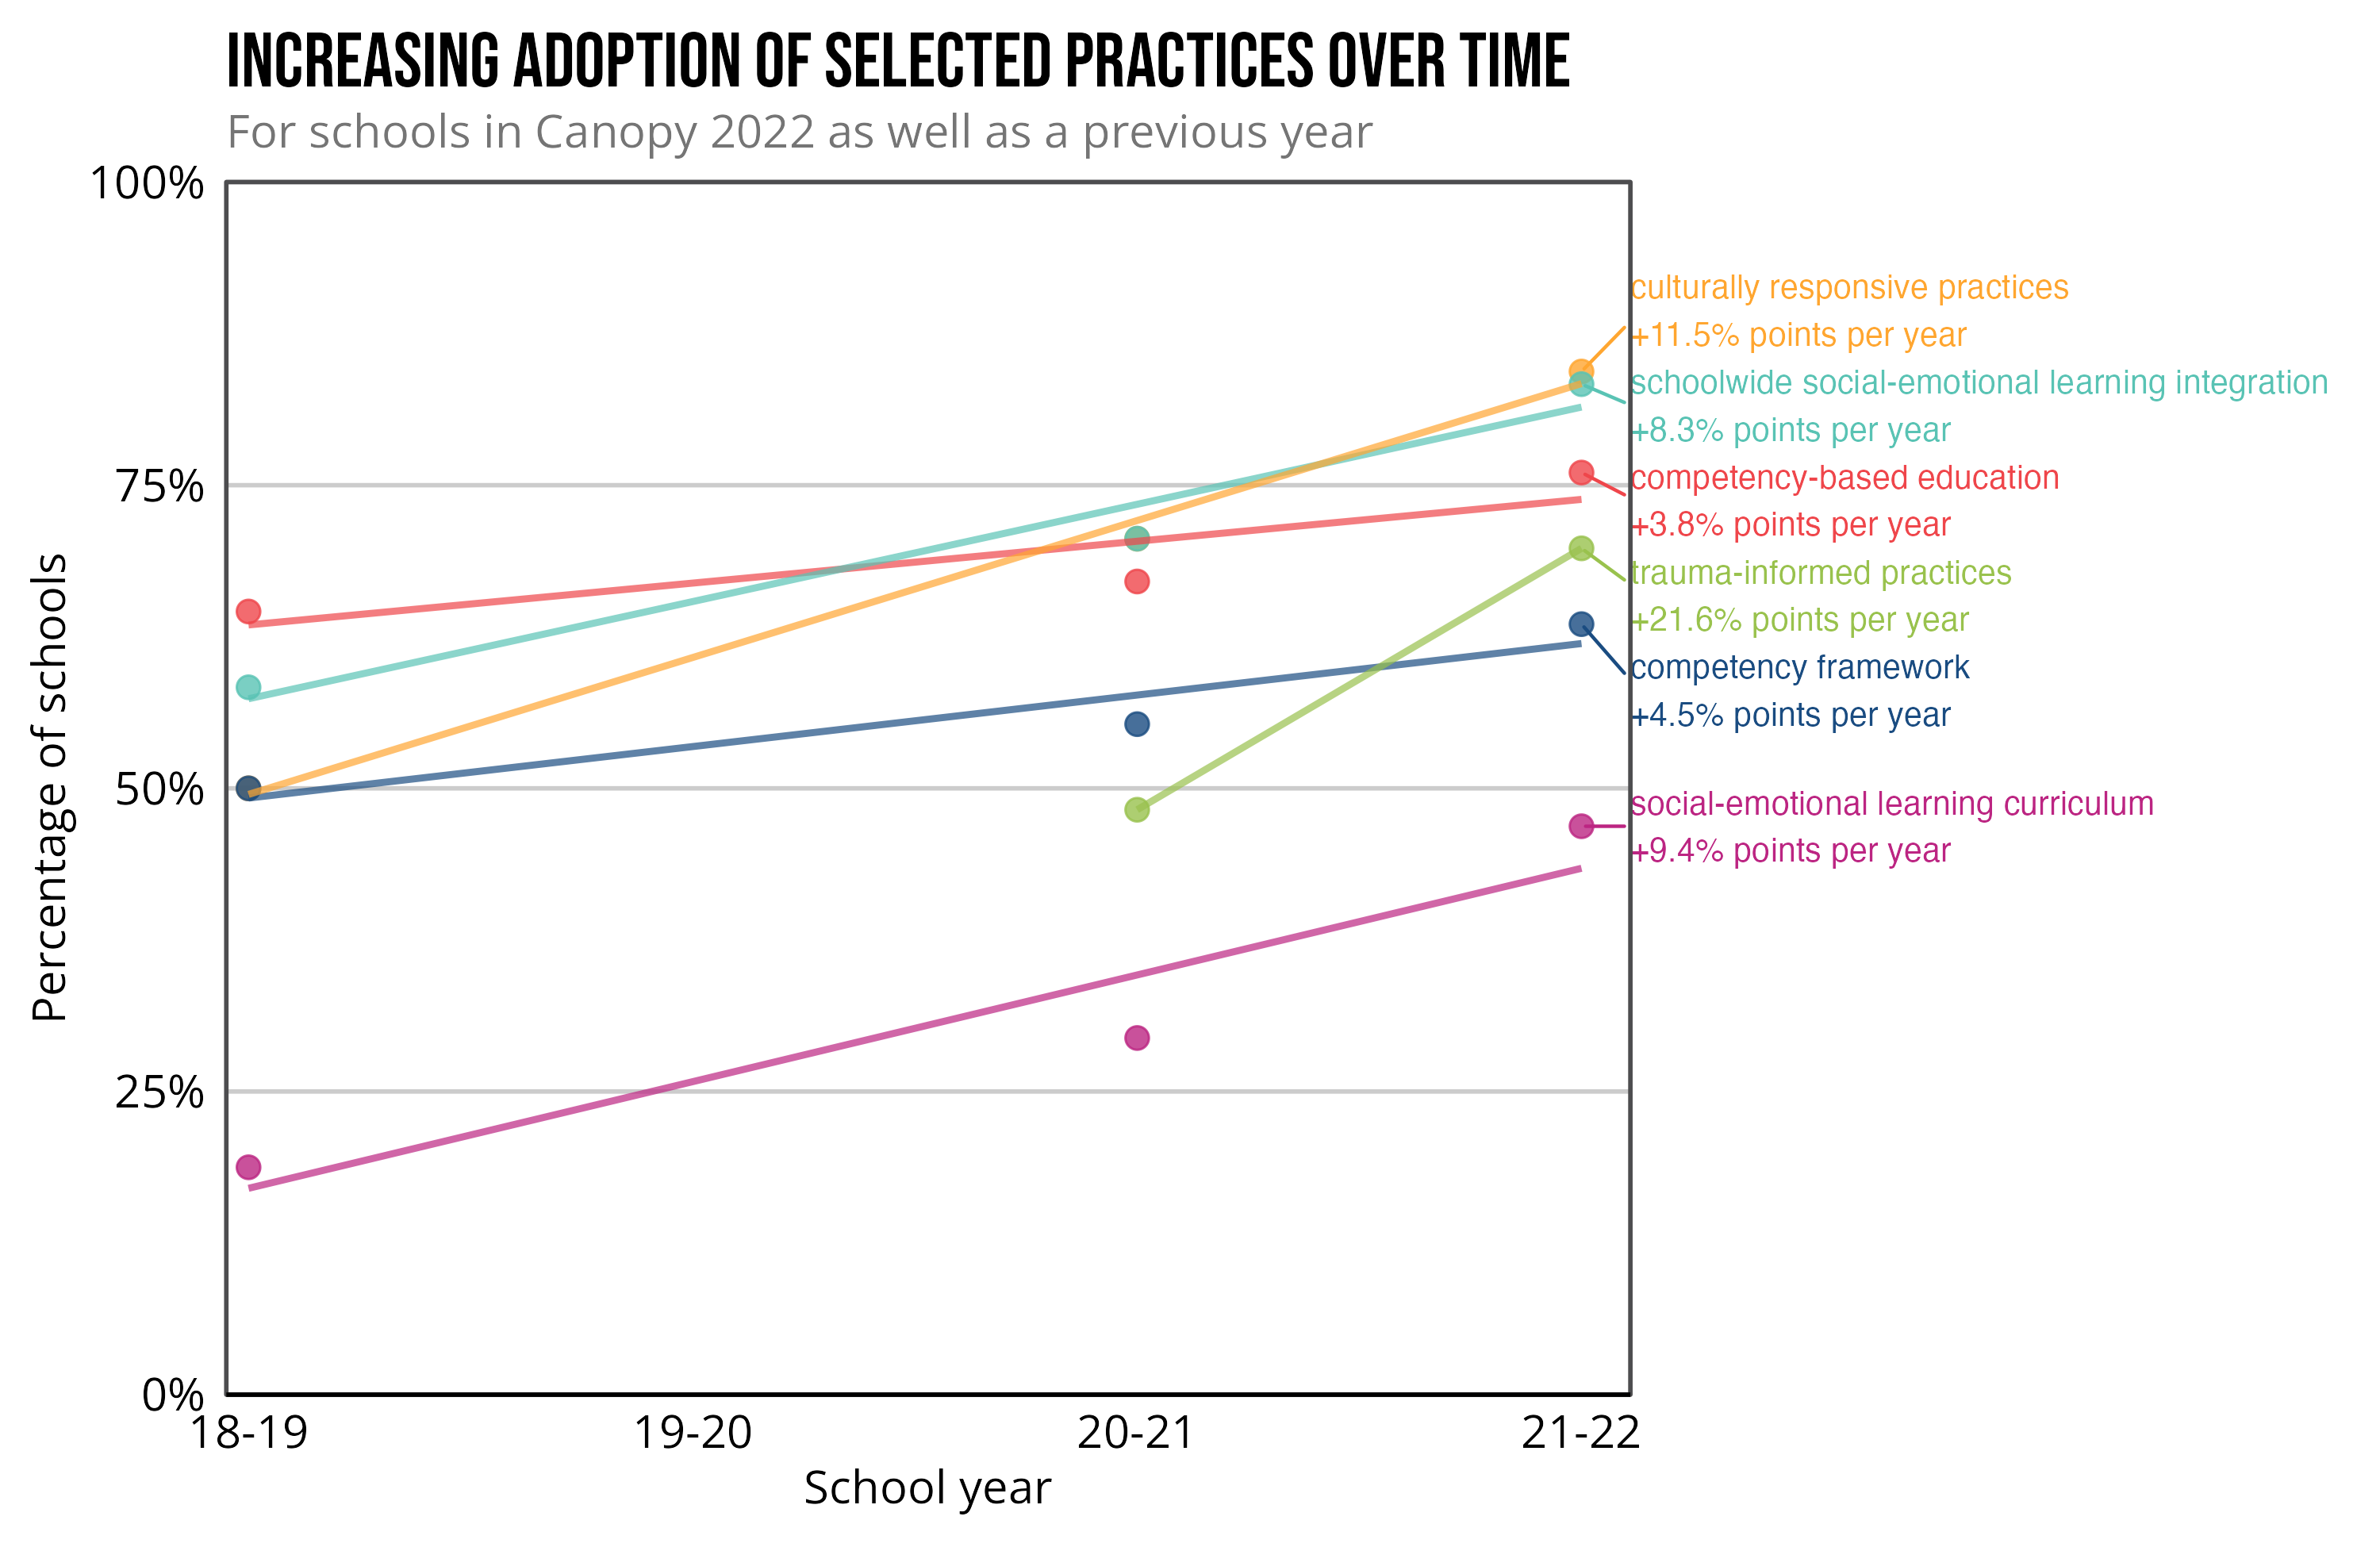 INCREASING ADOPTION OF SELECTED PRACTICES OVER TIME
For schools in Canopy 2022 as well as a previous year
100%
75%
50%
25%
0%
Percentage of schools
18-19
19-20
20-21
21-22
School year
culturally responsive practices
+11.5% points per year
schoolwide social-emotional learning integration
+8.3% points per year
competency-based education
+3.8% points per year
trauma-informed practices
+21.6% points per year
competency framework
+4.5% points per year
social-emotional learning curriculum
+9.4% points per year